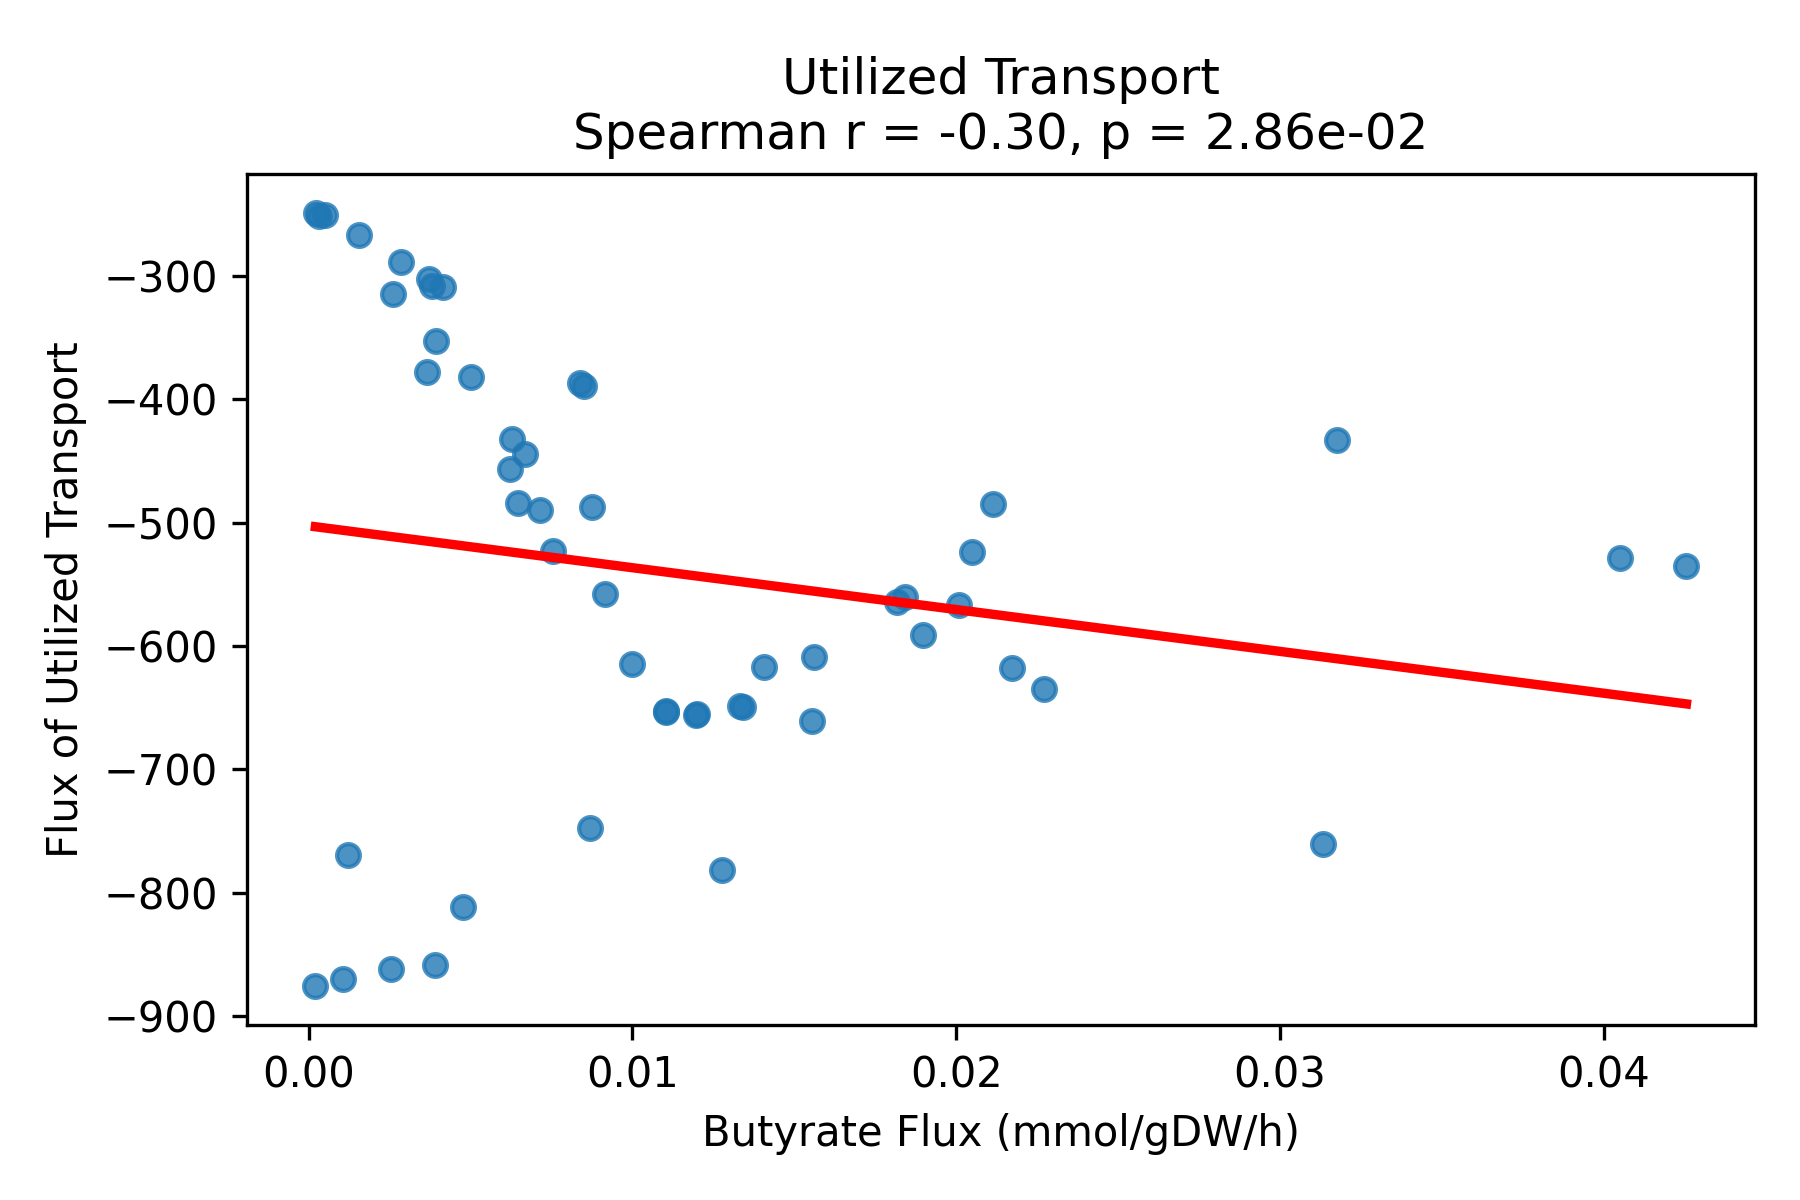 Utilized Transport
Spearman r = -0.30, p = 2.86e-02
Flux of Utilized Transport
−300
−400
−500
−600
−700
−800
−900
0.00 0.01 0.02 0.03 0.04
Butyrate Flux (mmol/gDW/h)